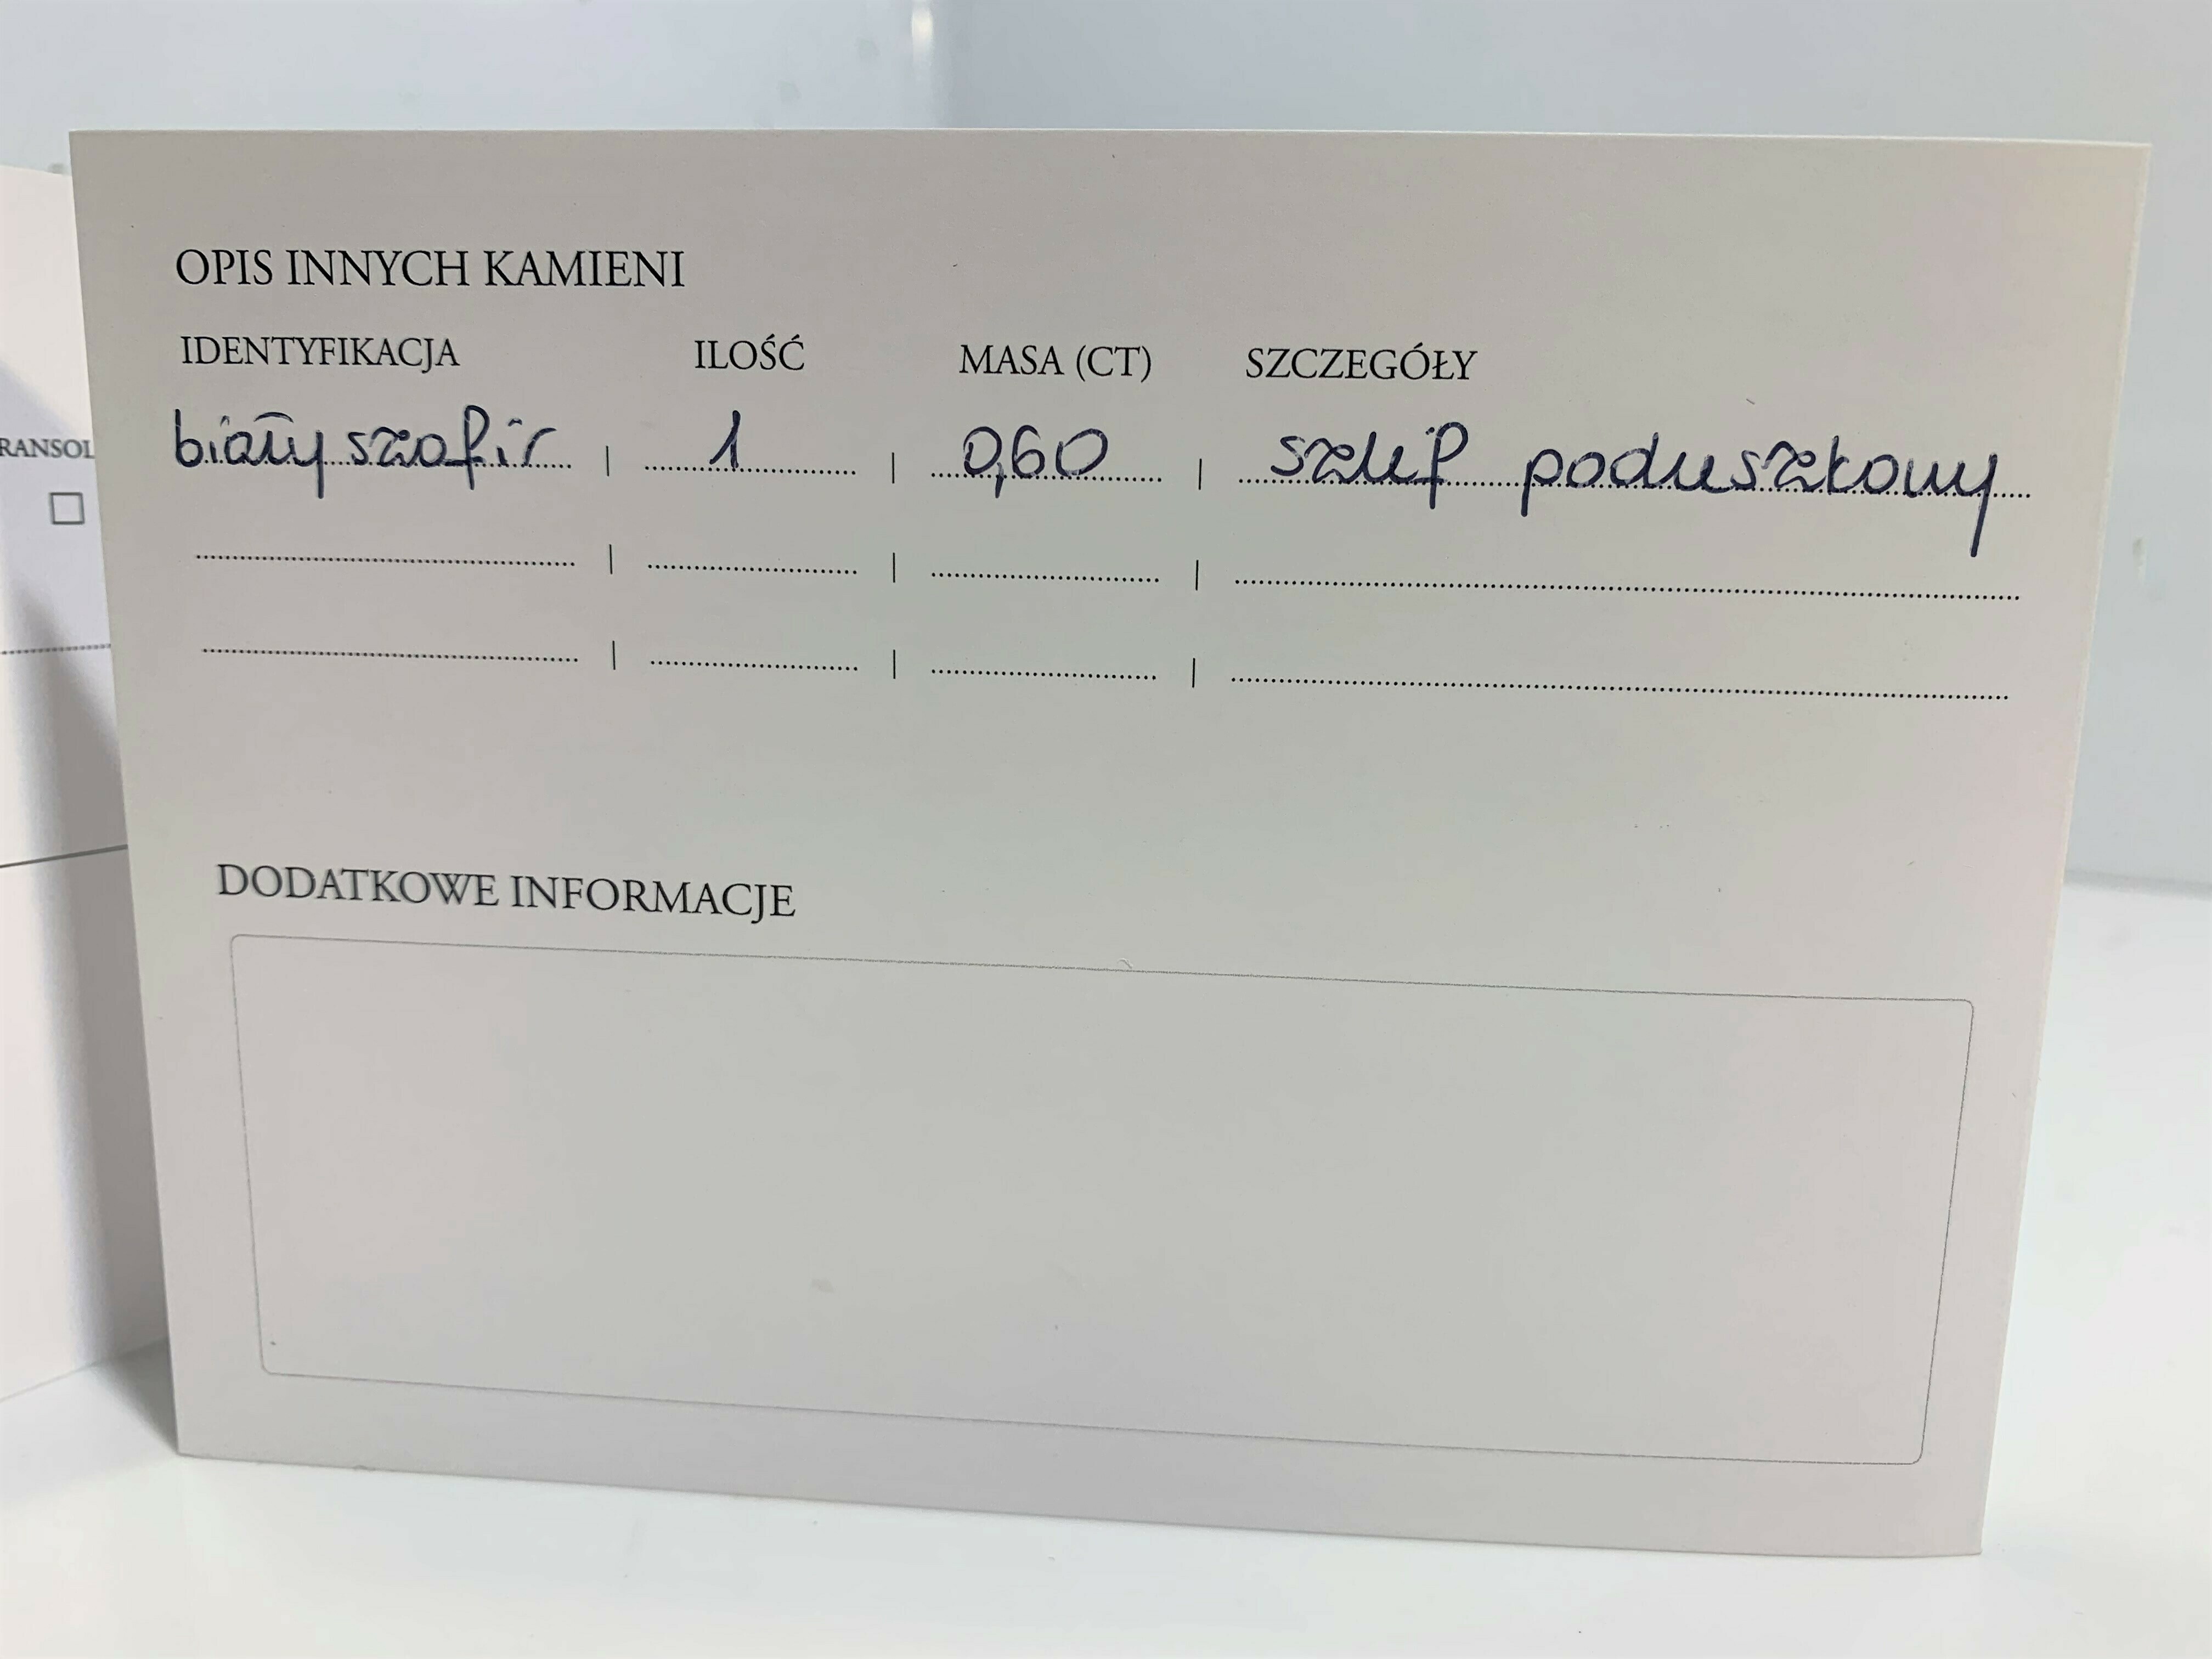 OPIS INNYCH KAMIENI
IDENTYFIKACJA ILOŚĆ MASA (CT) SZCZEGÓŁY
biały szafir | 1 | 0,60 | szlif poduszkowy
DODATKOWE INFORMACJE
RANSOL